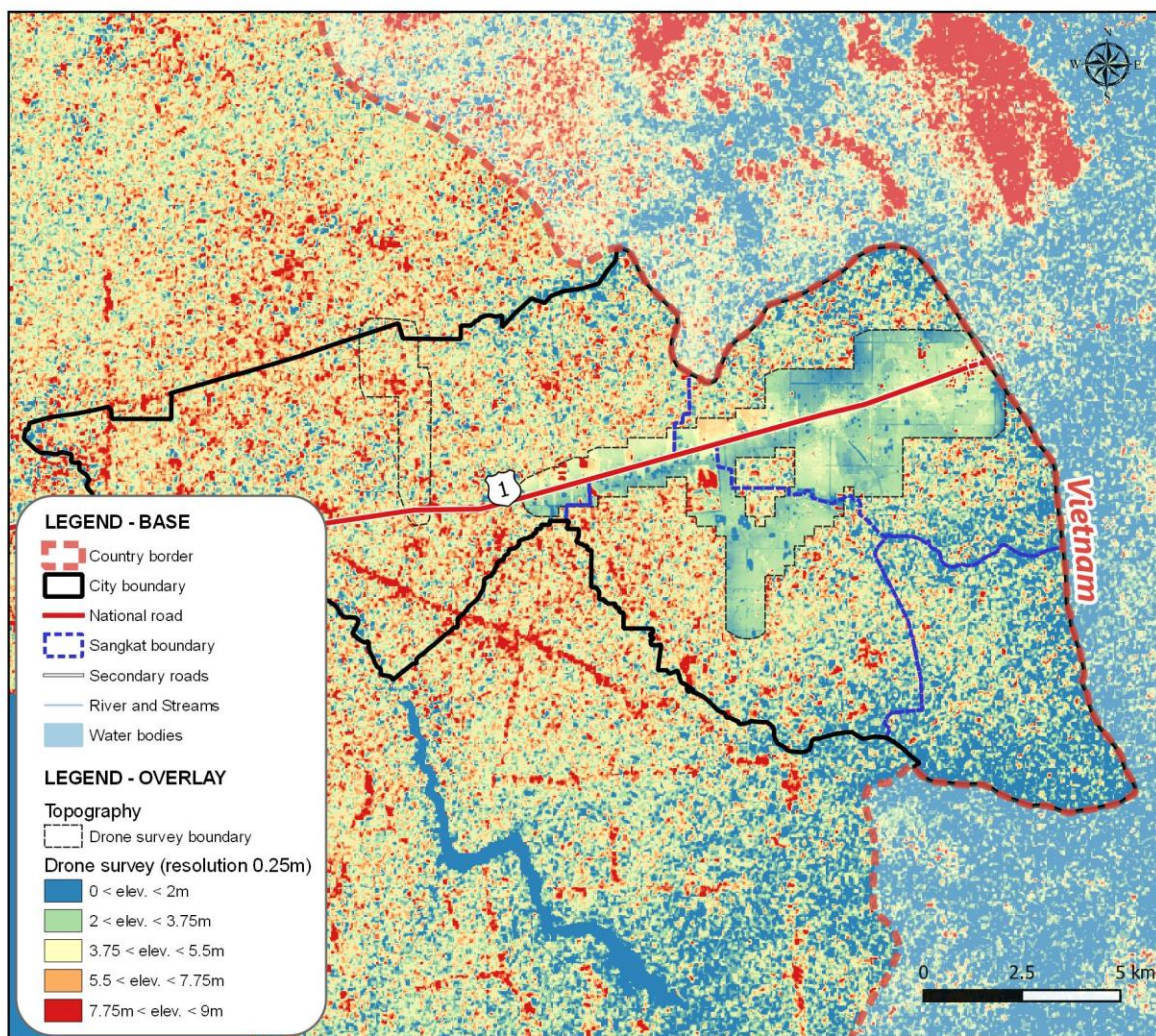 N
W E
S
1
Vietnam
LEGEND - BASE
Country border
City boundary
National road
Sangkat boundary
Secondary roads
River and Streams
Water bodies
LEGEND - OVERLAY
Topography
Drone survey boundary
Drone survey (resolution 0.25m)
0 < elev. < 2m
2 < elev. < 3.75m
3.75 < elev. < 5.5m
5.5 < elev. < 7.75m
7.75m < elev. < 9m
0 2.5 5 km